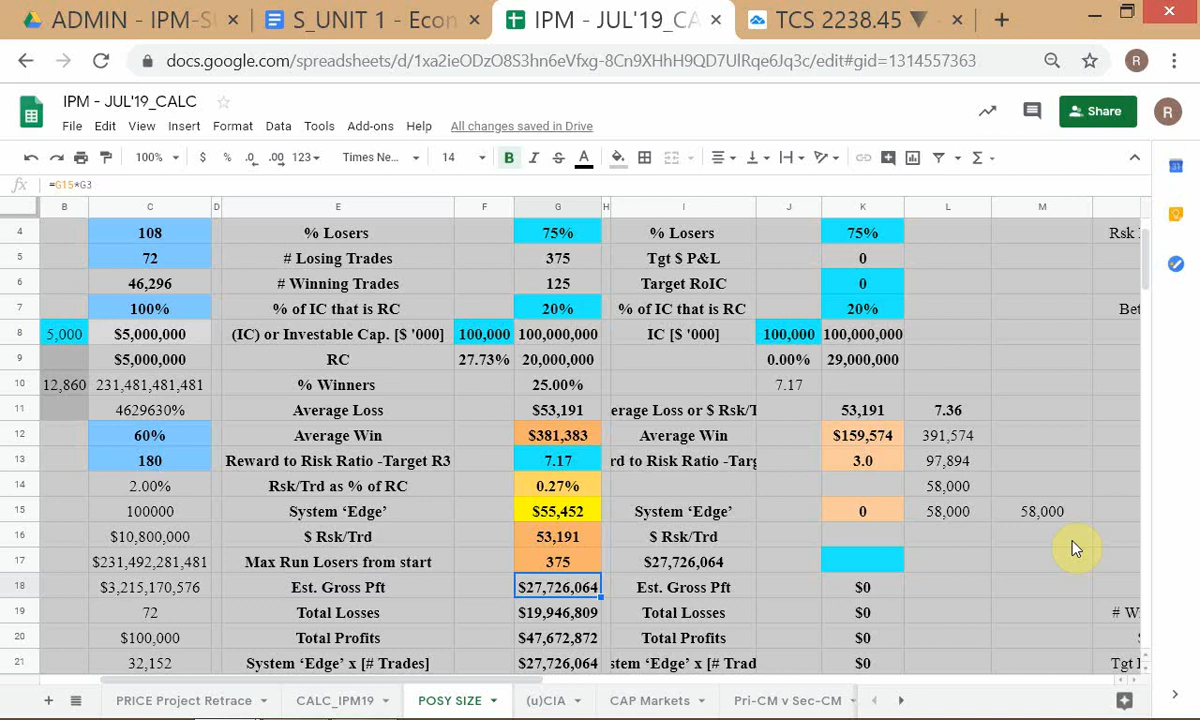 ADMIN - IPM-S
S_UNIT 1 - Econ
IPM - JUL'19_CA
TCS 2238.45 ▼
docs.google.com/spreadsheets/d/1xa2ieODzO8S3hn6eVfxg-8Cn9XHhH9QD7UlRqe6Jq3c/edit#gid=1314557363
R
IPM - JUL'19_CALC
Share
R
File Edit View Insert Format Data Tools Add-ons Help All changes saved in Drive
100% $ % .0 .00 123 Times Ne... 14 B I S A
fx =G15*G3
B C D E F G H I J K L M
4 108 % Losers 75% % Losers 75%
5 72 # Losing Trades 375 Tgt $ P&L 0
6 46,296 # Winning Trades 125 Target RoIC 0
7 100% % of IC that is RC 20% % of IC that is RC 20% Bet
8 5,000 $5,000,000 (IC) or Investable Cap. [$ '000] 100,000 100,000,000 IC [$ '000] 100,000 100,000,000
9 $5,000,000 RC 27.73% 20,000,000 0.00% 29,000,000
10 12,860 231,481,481,481 % Winners 25.00% 7.17
11 4629630% Average Loss $53,191 erage Loss or $ Rsk/T 53,191 7.36
12 60% Average Win $381,383 Average Win $159,574 391,574
13 180 Reward to Risk Ratio -Target R3 7.17 rd to Risk Ratio -Targ 3.0 97,894
14 2.00% Rsk/Trd as % of RC 0.27% 58,000
15 100000 System ‘Edge’ $55,452 System ‘Edge’ 0 58,000 58,000
16 $10,800,000 $ Rsk/Trd 53,191 $ Rsk/Trd
17 $231,492,281,481 Max Run Losers from start 375 $27,726,064
18 $3,215,170,576 Est. Gross Pft $27,726,064 Est. Gross Pft $0
19 72 Total Losses $19,946,809 Total Losses $0 # W
20 $100,000 Total Profits $47,672,872 Total Profits $0
21 32,152 System ‘Edge’ x [# Trades] $27,726,064 stem ‘Edge’ x [# Trad $0
PRICE Project Retrace CALC_IPM19 POSY SIZE (u)CIA CAP Markets Pri-CM v Sec-CM